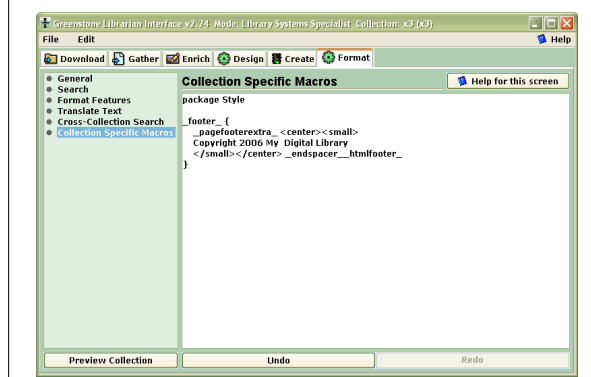 Greenstone Librarian Interface v2.74 Mode: Library Systems Specialist Collection: x3 (x3)
File Edit Help
Download Gather Enrich Design Create Format
General
Search
Format Features
Translate Text
Cross-Collection Search
Collection Specific Macros
Collection Specific Macros Help for this screen
package Style
_footer_ {
_pagefooterextra_ <center><small>
Copyright 2006 My Digital Library
</small></center> _endspacer__htmlfooter_
}
Preview Collection Undo Redo